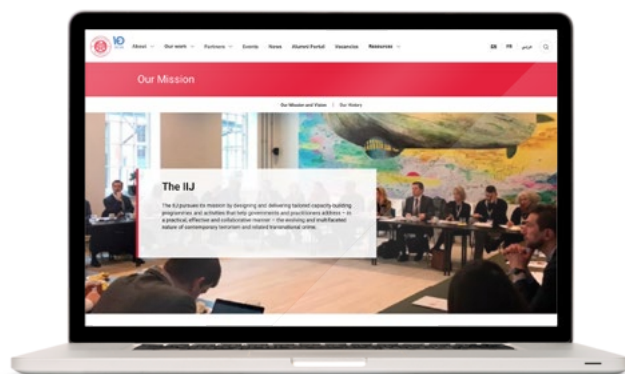 About Our work Partners Events News Alumni Portal Vacancies Resources EN FR عربي
Our Mission
Our Mission and Vision | Our History
The IIJ
The IIJ pursues its mission by designing and delivering tailored capacity-building
programmes and activities that help governments and practitioners address – in
a practical, effective and collaborative manner – the evolving and multifaceted
nature of contemporary terrorism and related transnational crime.